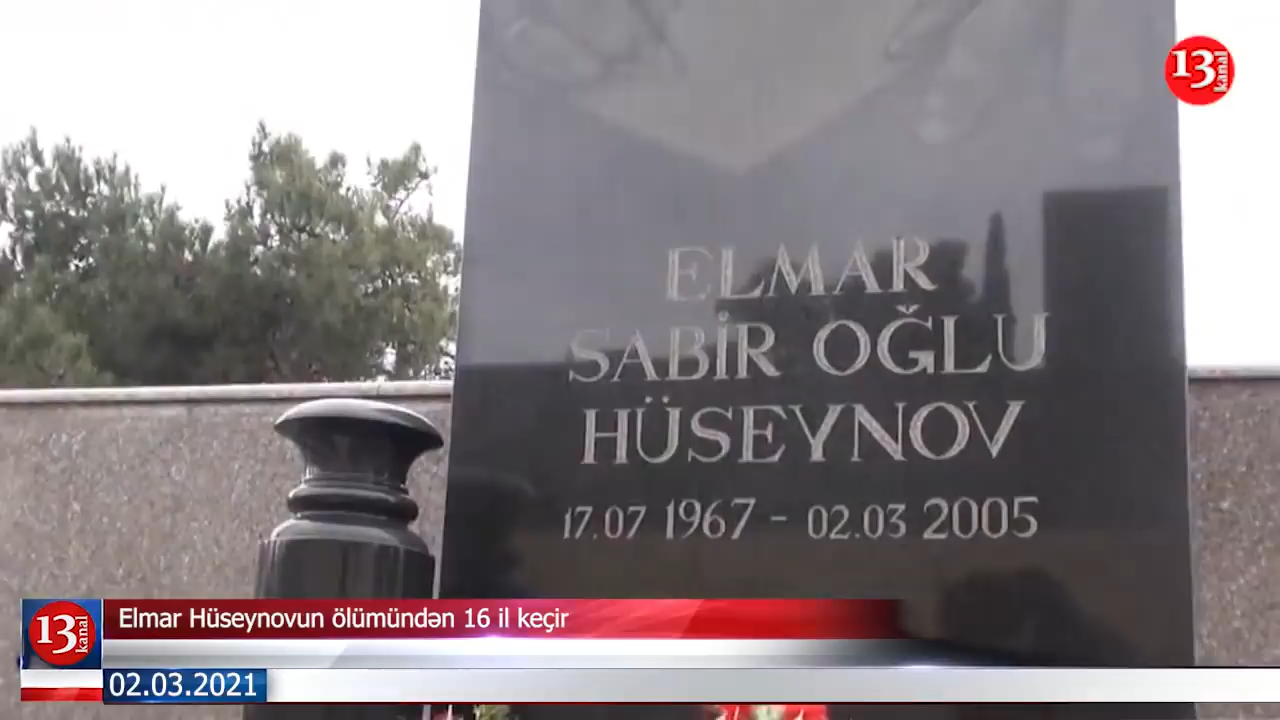 13 kanal
ELMAR
SABİR OĞLU
HÜSEYNOV
17.07 1967 - 02.03 2005
13 kanal
Elmar Hüseynovun ölümündən 16 il keçir
02.03.2021